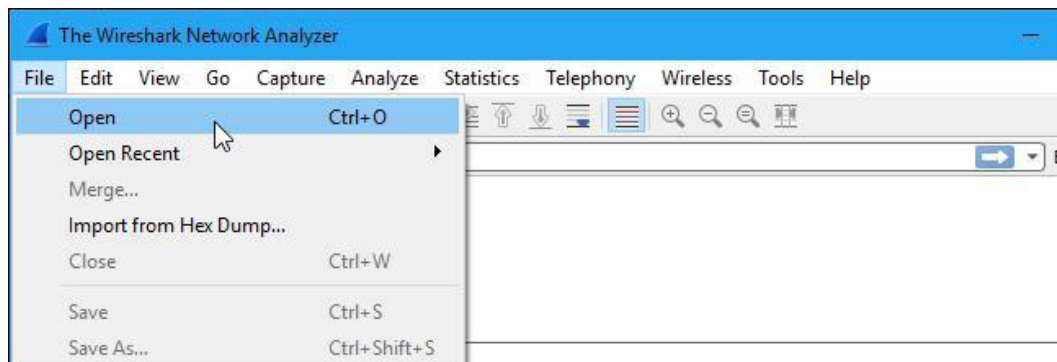 The Wireshark Network Analyzer
File Edit View Go Capture Analyze Statistics Telephony Wireless Tools Help
Open Ctrl+O
Open Recent
Merge...
Import from Hex Dump...
Close Ctrl+W
Save Ctrl+S
Save As... Ctrl+Shift+S